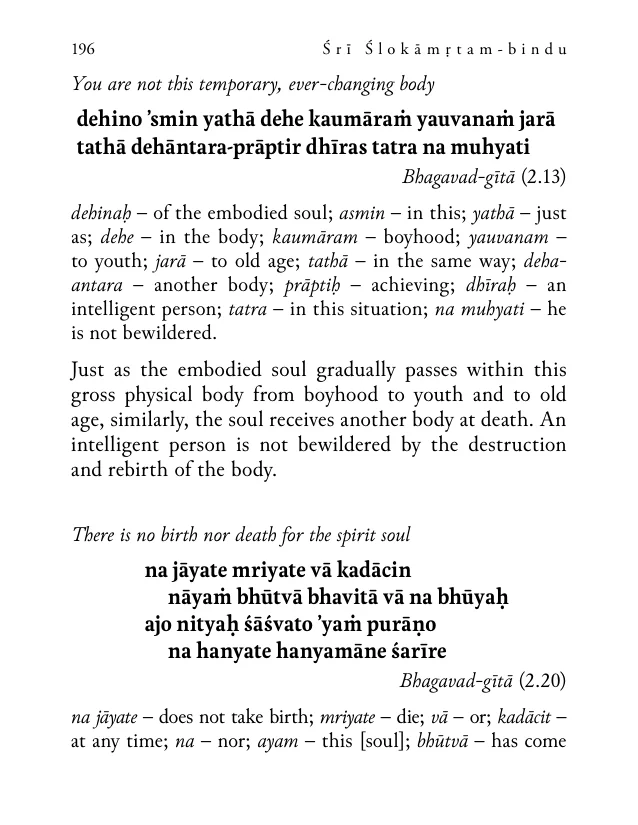 196
Śrī Ślokāmṛtam-bindu
You are not this temporary, ever-changing body
dehino ’smin yathā dehe kaumāraṁ yauvanaṁ jarā
tathā dehāntara-prāptir dhīras tatra na muhyati
Bhagavad-gītā (2.13)
dehinaḥ – of the embodied soul; asmin – in this; yathā – just
as; dehe – in the body; kaumāram – boyhood; yauvanam –
to youth; jarā – to old age; tathā – in the same way; deha-
antara – another body; prāptiḥ – achieving; dhīraḥ – an
intelligent person; tatra – in this situation; na muhyati – he
is not bewildered.
Just as the embodied soul gradually passes within this
gross physical body from boyhood to youth and to old
age, similarly, the soul receives another body at death. An
intelligent person is not bewildered by the destruction
and rebirth of the body.
There is no birth nor death for the spirit soul
na jāyate mriyate vā kadācin
nāyaṁ bhūtvā bhavitā vā na bhūyaḥ
ajo nityaḥ śāśvato ’yaṁ purāṇo
na hanyate hanyamāne śarīre
Bhagavad-gītā (2.20)
na jāyate – does not take birth; mriyate – die; vā – or; kadācit –
at any time; na – nor; ayam – this [soul]; bhūtvā – has come